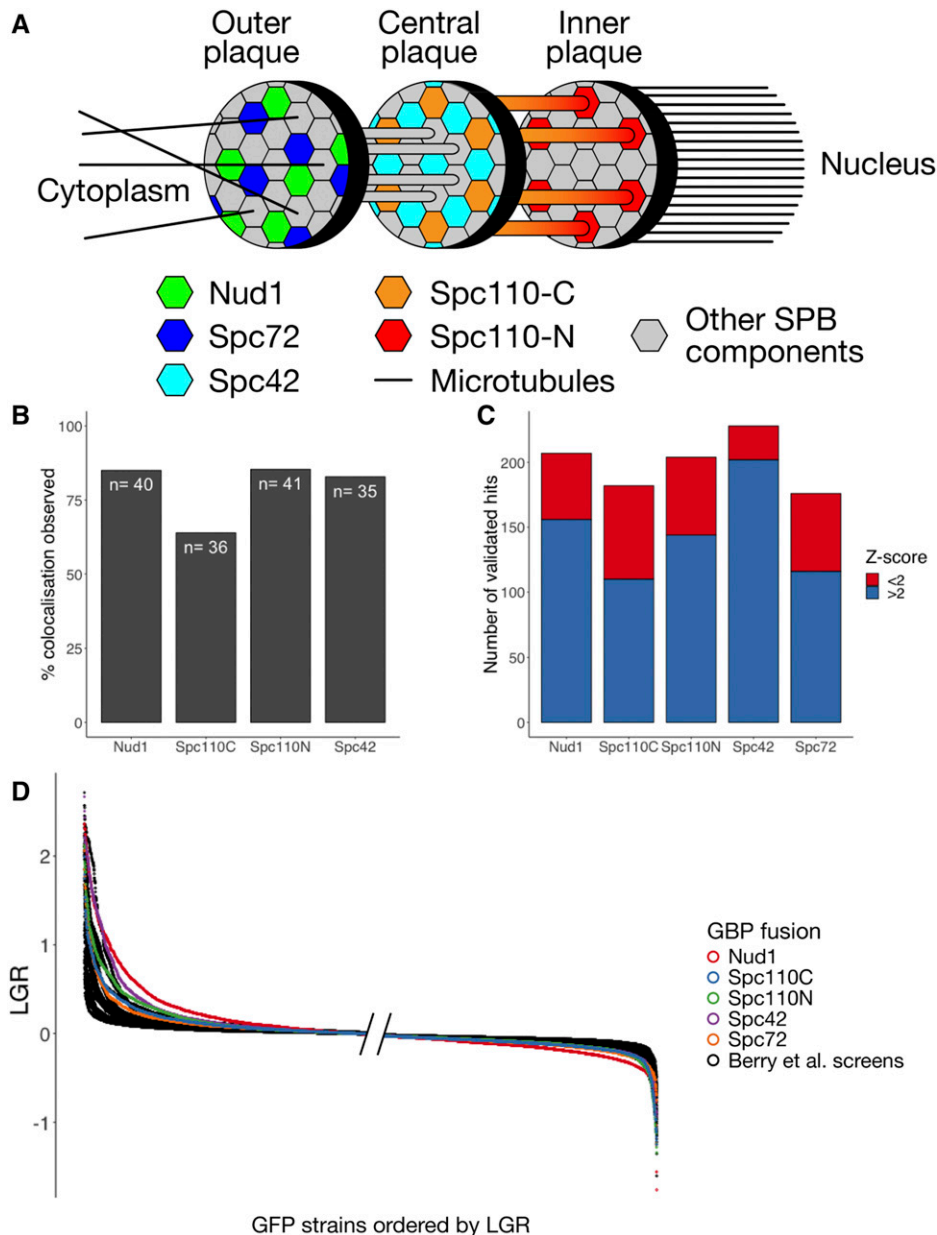 A
Outer
plaque
Central
plaque
Inner
plaque
Cytoplasm
Nucleus
Nud1
Spc72
Spc42
Spc110-C
Spc110-N
Microtubules
Other SPB
components
B
% colocalisation observed
100
75
50
25
0
n= 40
n= 36
n= 41
n= 35
Nud1
Spc110C
Spc110N
Spc42
C
Number of validated hits
200
150
100
50
0
Nud1
Spc110C
Spc110N
Spc42
Spc72
Z-score
<2
>2
D
LGR
2
1
0
-1
GFP strains ordered by LGR
GBP fusion
Nud1
Spc110C
Spc110N
Spc42
Spc72
Berry et al. screens